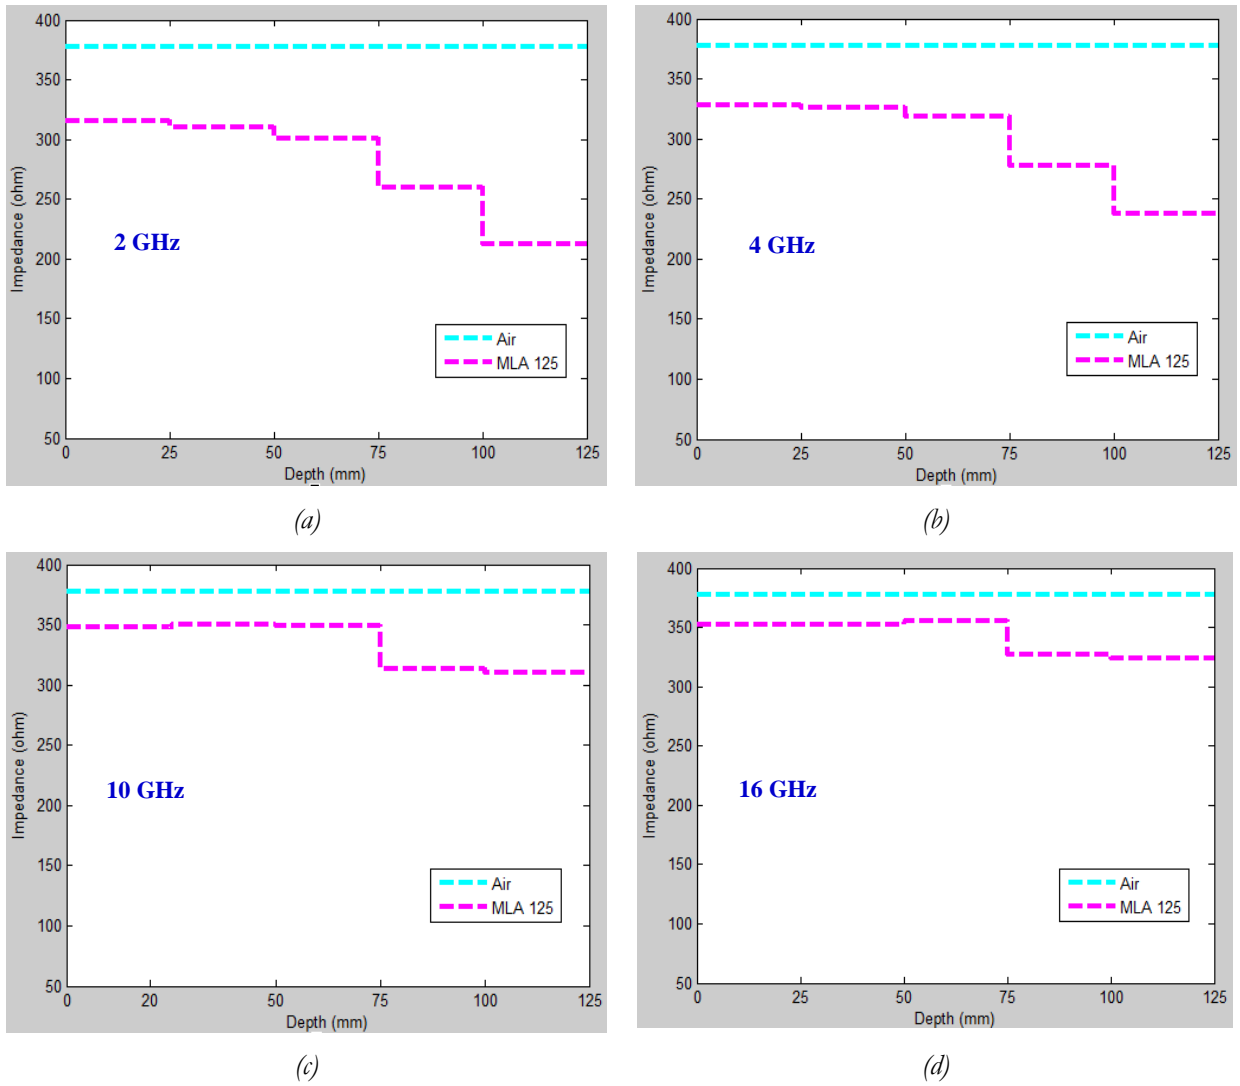 400
350
300
250
200
150
100
50
Impedance (ohm)
2 GHz
Air
MLA 125
0 25 50 75 100 125
Depth (mm)
(a)
400
350
300
250
200
150
100
50
Impedance (ohm)
4 GHz
Air
MLA 125
0 25 50 75 100 125
Depth (mm)
(b)
400
350
300
250
200
150
100
50
Impedance (ohm)
10 GHz
Air
MLA 125
0 20 50 75 100 125
Depth (mm)
(c)
400
350
300
250
200
150
100
50
Impedance (ohm)
16 GHz
Air
MLA 125
0 25 50 75 100 125
Depth (mm)
(d)